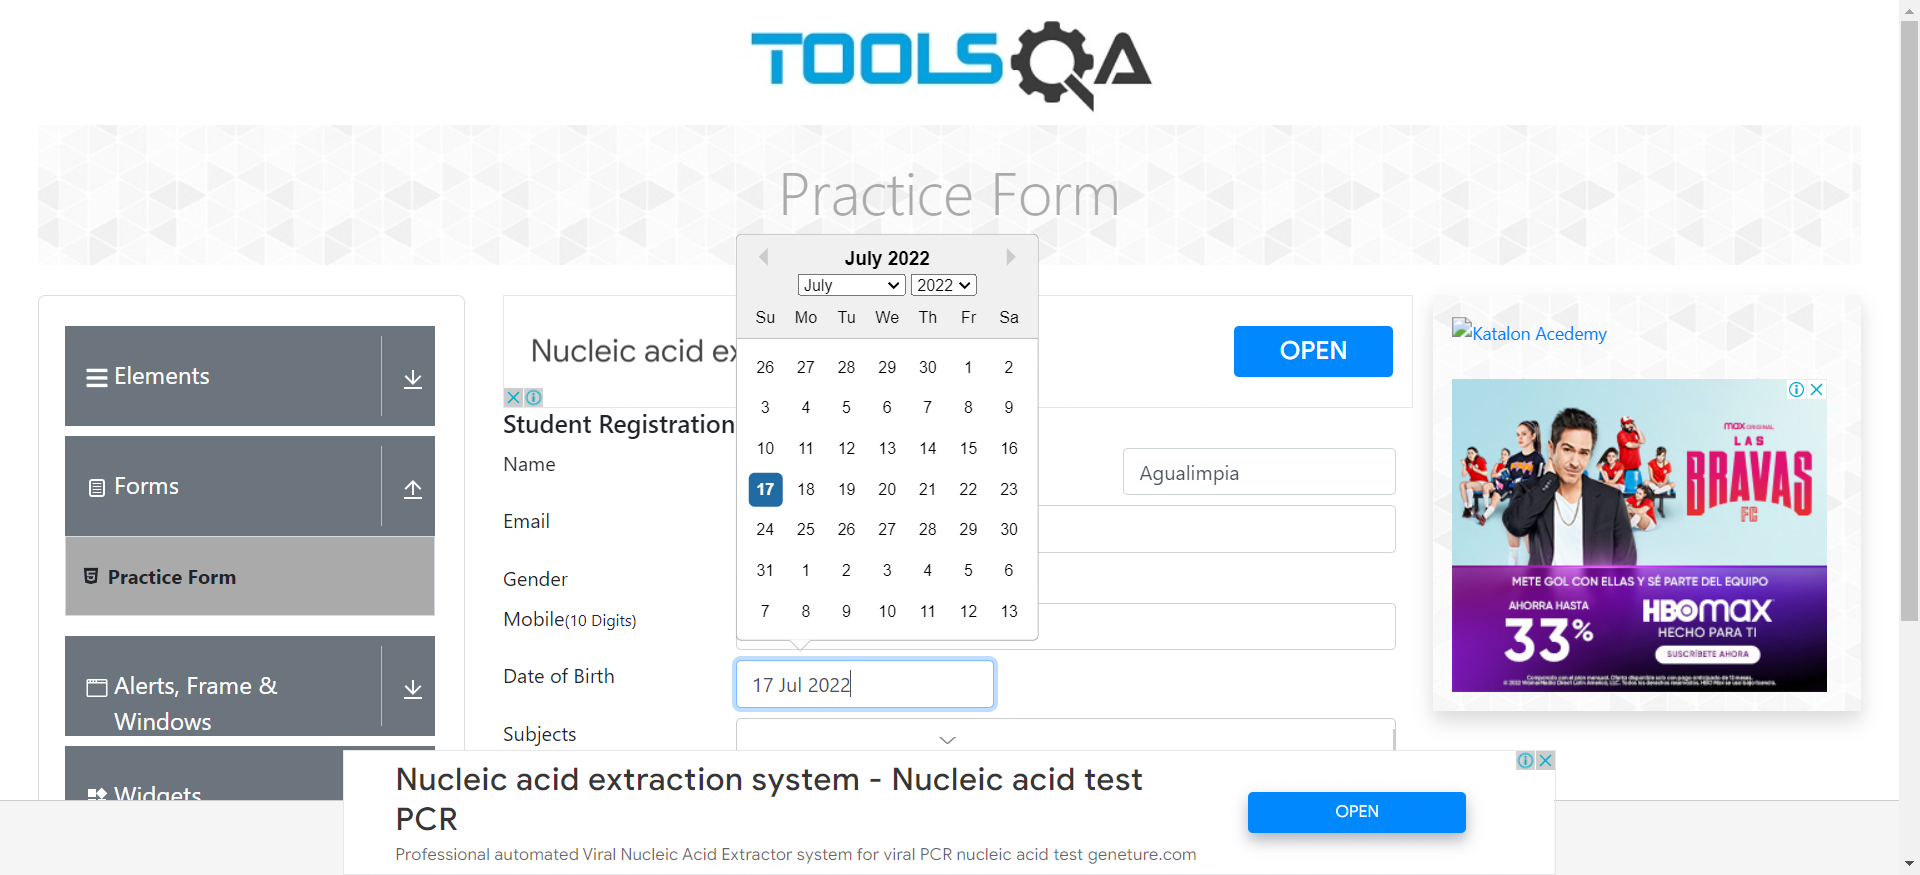 TOOLSQA
Practice Form
Elements
Forms
Practice Form
Alerts, Frame &
Windows
Widgets
Nucleic acid ex
OPEN
Student Registration
Name
Agualimpia
Email
Gender
Mobile(10 Digits)
Date of Birth
17 Jul 2022
Subjects
July 2022
July 2022
Su Mo Tu We Th Fr Sa
26 27 28 29 30 1 2
3 4 5 6 7 8 9
10 11 12 13 14 15 16
17 18 19 20 21 22 23
24 25 26 27 28 29 30
31 1 2 3 4 5 6
7 8 9 10 11 12 13
Katalon Acedemy
max ORIGINAL
LAS
BRAVAS
FC
METE GOL CON ELLAS Y SÉ PARTE DEL EQUIPO
AHORRA HASTA
33%
HBOmax
HECHO PARA TI
SUSCRÍBETE AHORA
Nucleic acid extraction system - Nucleic acid test
PCR
Professional automated Viral Nucleic Acid Extractor system for viral PCR nucleic acid test geneture.com
OPEN